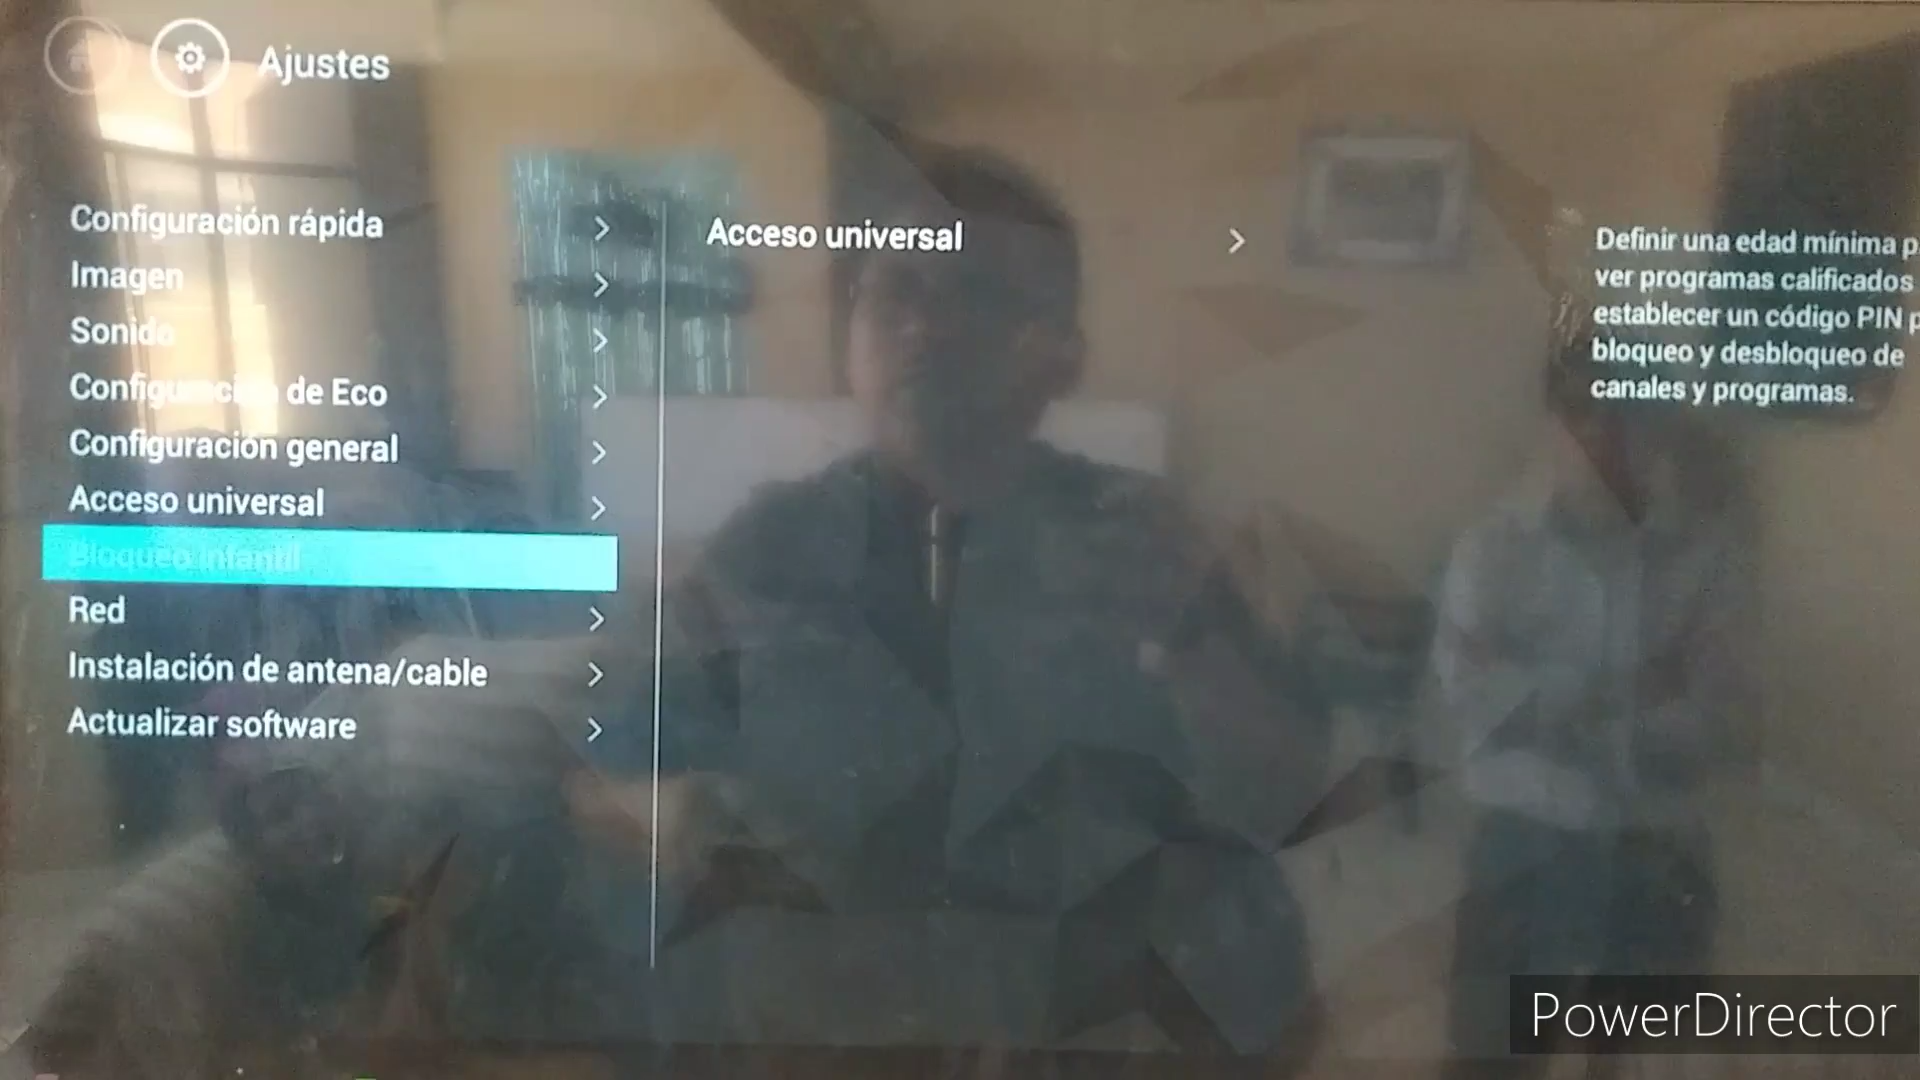 Ajustes
Configuración rápida
Imagen
Sonido
Configuración de Eco
Configuración general
Acceso universal
Bloqueo infantil
Red
Instalación de antena/cable
Actualizar software
Acceso universal
Definir una edad mínima p
ver programas calificados
establecer un código PIN p
bloqueo y desbloqueo de
canales y programas.
PowerDirector